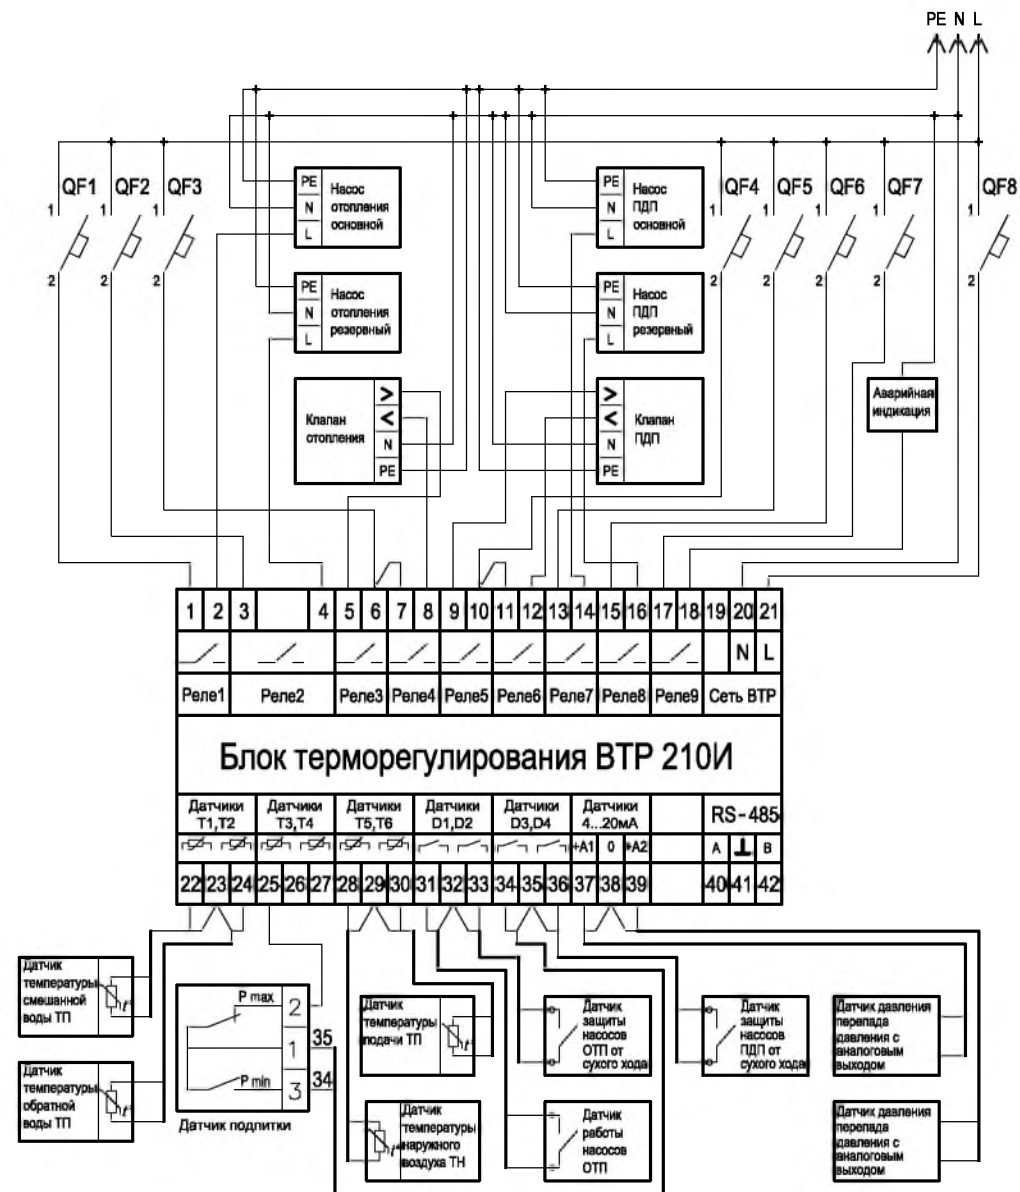 PE N L
QF1 QF2 QF3 QF4 QF5 QF6 QF7 QF8
1 1 1 1 1 1 1 1
2 2 2 2 2 2 2 2
PE
N
L
Насос
отопления
основной
PE
N
L
Насос
ПДП
основной
PE
N
L
Насос
отопления
резервный
PE
N
L
Насос
ПДП
резервный
Клапан
отопления
>
<
N
PE
>
<
N
PE
Клапан
ПДП
Аварийная
индикация
1 2 3 4 5 6 7 8 9 10 11 12 13 14 15 16 17 18 19 20 21
N L
Реле1 Реле2 Реле3 Реле4 Реле5 Реле6 Реле7 Реле8 Реле9 Сеть ВТР
Блок терморегулирования ВТР 210И
Датчики
Т1,Т2
Датчики
Т3,Т4
Датчики
Т5,Т6
Датчики
D1,D2
Датчики
D3,D4
Датчики
4...20мА
RS-485
+А1 0 +А2
А В
22 23 24 25 26 27 28 29 30 31 32 33 34 35 36 37 38 39 40 41 42
Датчик
температуры
смешанной
воды ТП
t°
Датчик
температуры
обратной
воды ТП
t°
P max
2
1
35
P min
3
34
Датчик подпитки
Датчик
температуры
подачи ТП
t°
Датчик
температуры
наружного
воздуха ТН
t°
Датчик
защиты
насосов
ОТП от
сухого хода
Датчик
работы
насосов
ОТП
Датчик
защиты
насосов
ПДП от
сухого хода
Датчик давления
перепада
давления с
аналоговым
выходом
Датчик давления
перепада
давления с
аналоговым
выходом